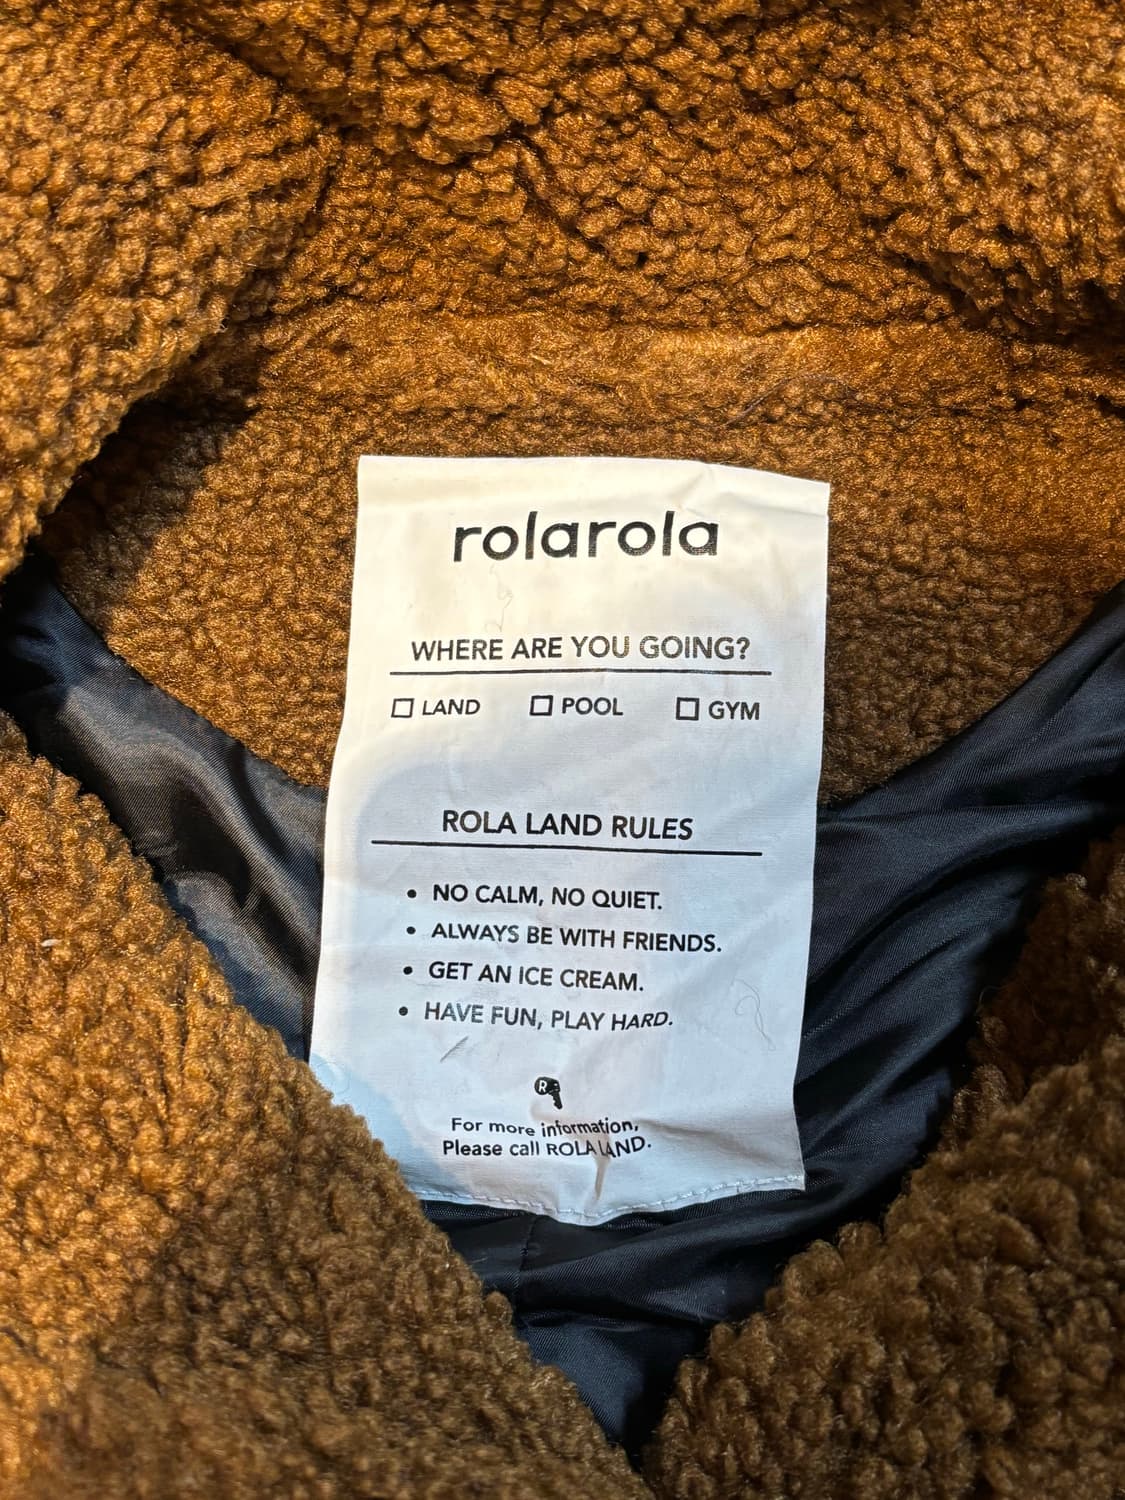 rolarola
WHERE ARE YOU GOING?
☐ LAND ☐ POOL ☐ GYM
ROLA LAND RULES
• NO CALM, NO QUIET.
• ALWAYS BE WITH FRIENDS.
• GET AN ICE CREAM.
• HAVE FUN, PLAY HARD.
R
For more information,
Please call ROLA LAND.